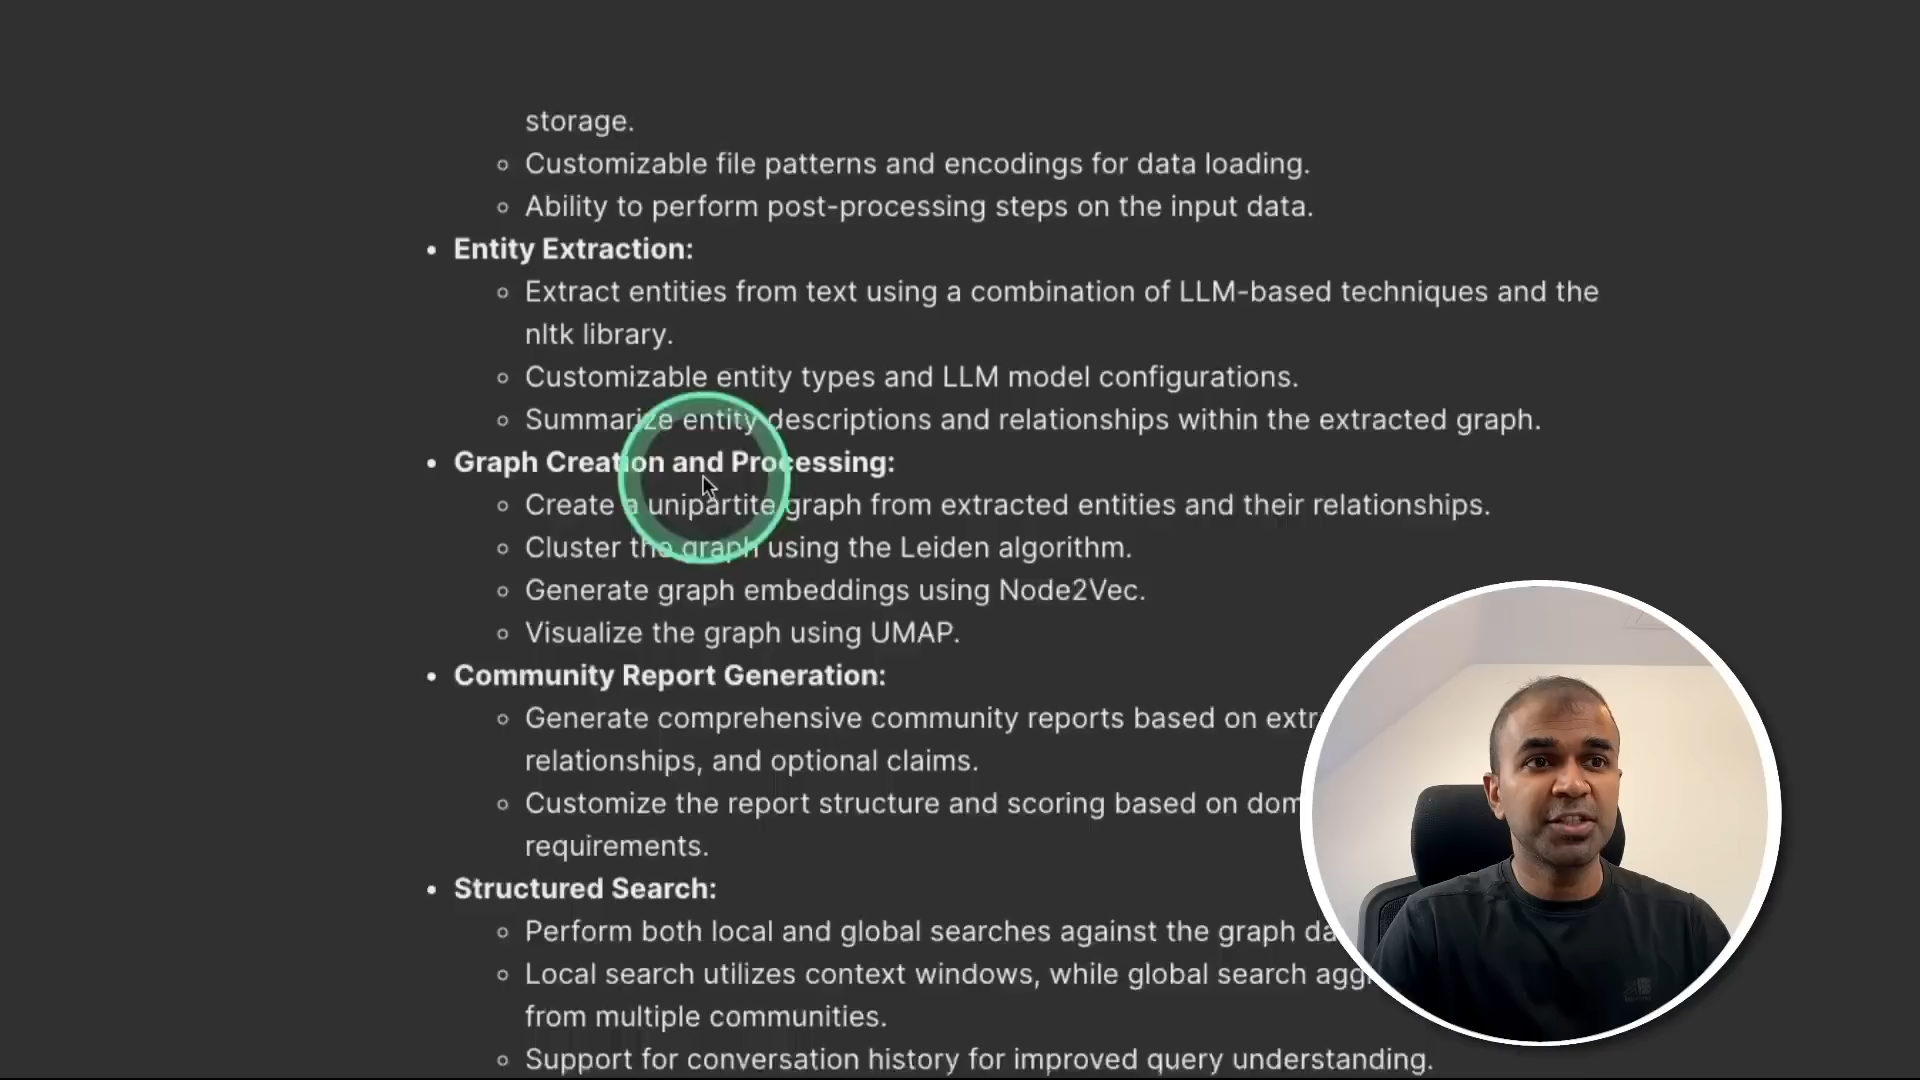 storage.
Customizable file patterns and encodings for data loading.
Ability to perform post-processing steps on the input data.
Entity Extraction:
Extract entities from text using a combination of LLM-based techniques and the
nltk library.
Customizable entity types and LLM model configurations.
Summarize entity descriptions and relationships within the extracted graph.
Graph Creation and Processing:
Create a unipartite graph from extracted entities and their relationships.
Cluster the graph using the Leiden algorithm.
Generate graph embeddings using Node2Vec.
Visualize the graph using UMAP.
Community Report Generation:
Generate comprehensive community reports based on
relationships, and optional claims.
Customize the report structure and scoring based on
requirements.
Structured Search:
Perform both local and global searches against the graph
Local search utilizes context windows, while global search
from multiple communities.
Support for conversation history for improved query understanding.